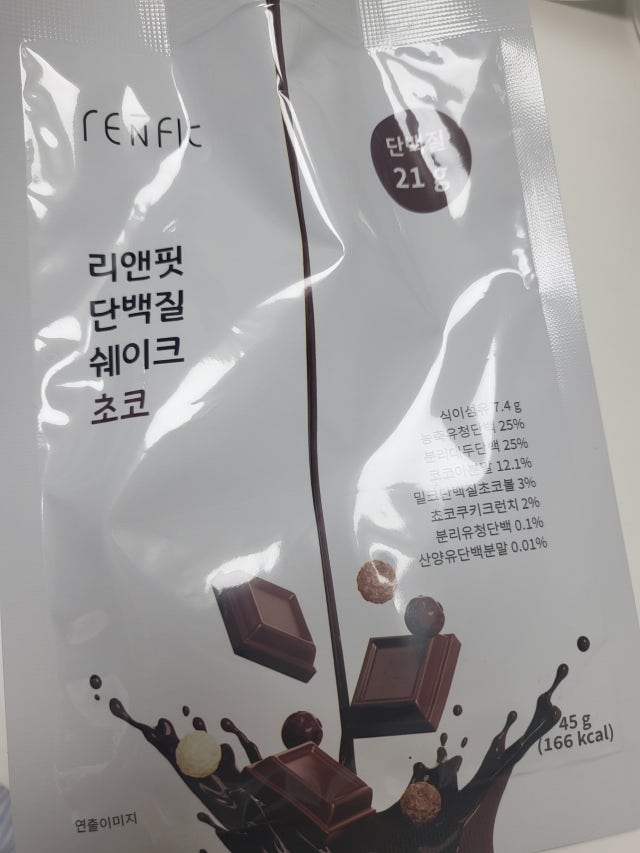 renfit
단백질
21 g
리앤핏
단백질
쉐이크
초코
식이섬유 7.4 g
농축유청단백 25%
분리대두단백 25%
코코아분말 12.1%
밀크단백질초코볼 3%
쵸코쿠키크런치 2%
분리유청단백 0.1%
산양유단백분말 0.01%
45 g
(166 kcal)
연출이미지